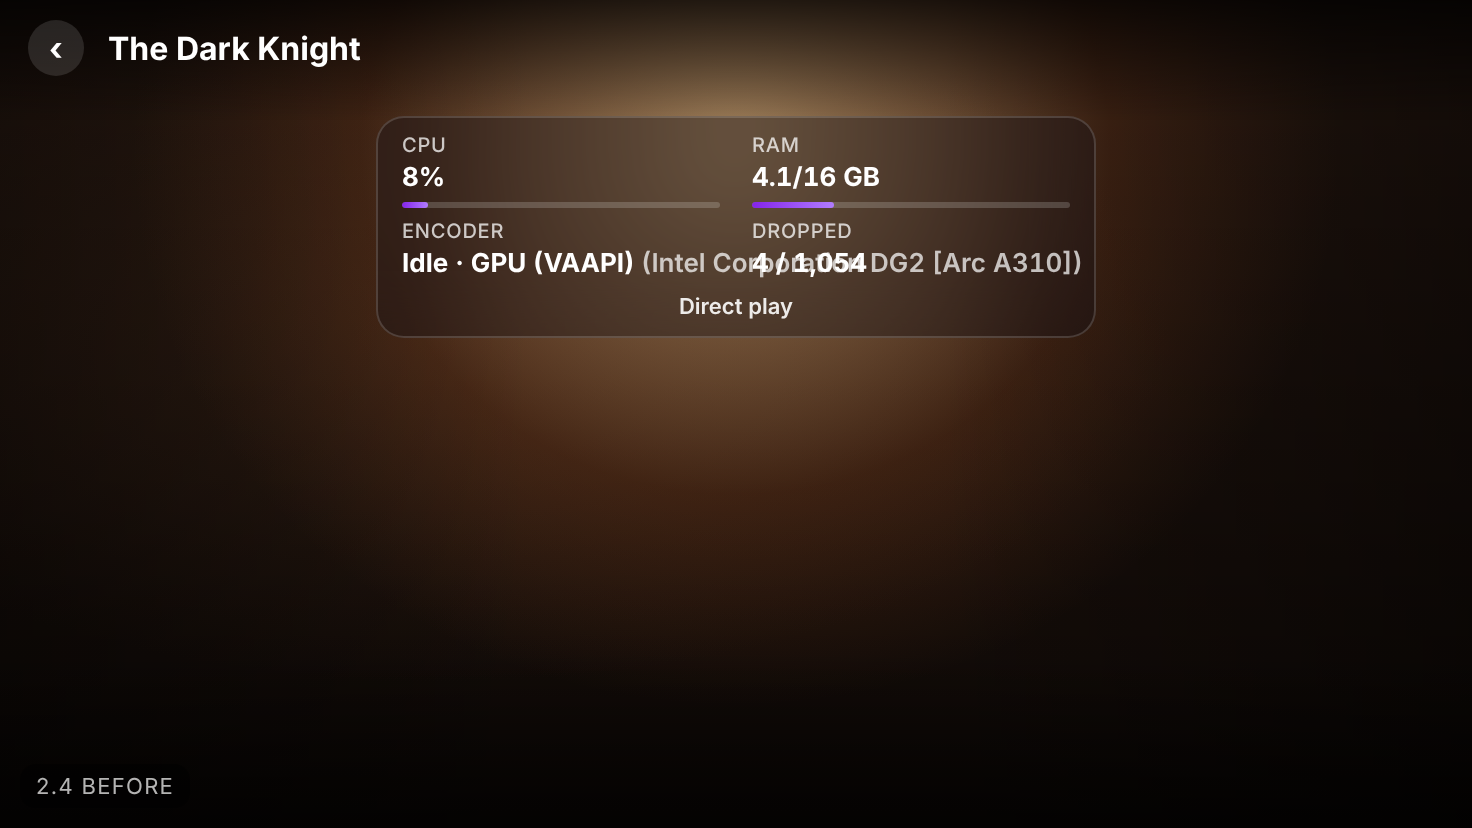 ‹ The Dark Knight
CPU
8%
RAM
4.1/16 GB
ENCODER
Idle · GPU (VAAPI) (Intel Corporation DG2 [Arc A310])
DROPPED
4 / 1,054
Direct play
2.4 BEFORE